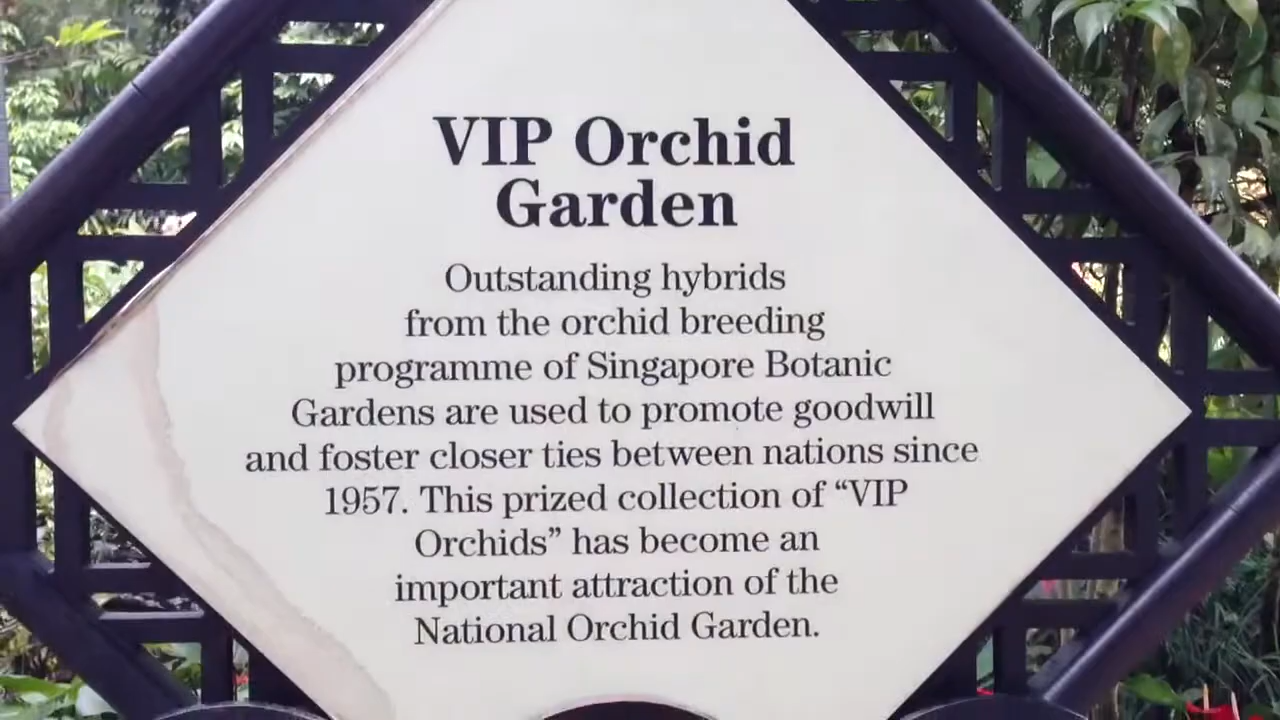 VIP Orchid
Garden
Outstanding hybrids
from the orchid breeding
programme of Singapore Botanic
Gardens are used to promote goodwill
and foster closer ties between nations since
1957. This prized collection of “VIP
Orchids” has become an
important attraction of the
National Orchid Garden.